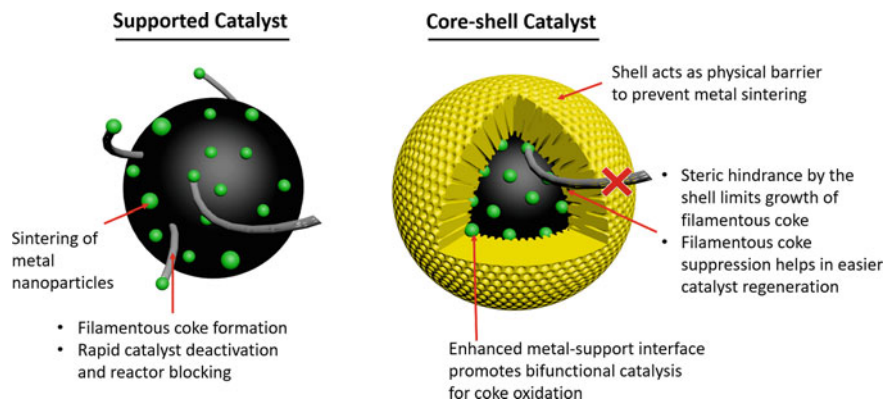 Supported Catalyst
Sintering of
metal
nanoparticles
• Filamentous coke formation
• Rapid catalyst deactivation
and reactor blocking
Core-shell Catalyst
Shell acts as physical barrier
to prevent metal sintering
• Steric hindrance by the
shell limits growth of
filamentous coke
• Filamentous coke
suppression helps in easier
catalyst regeneration
Enhanced metal-support interface
promotes bifunctional catalysis
for coke oxidation